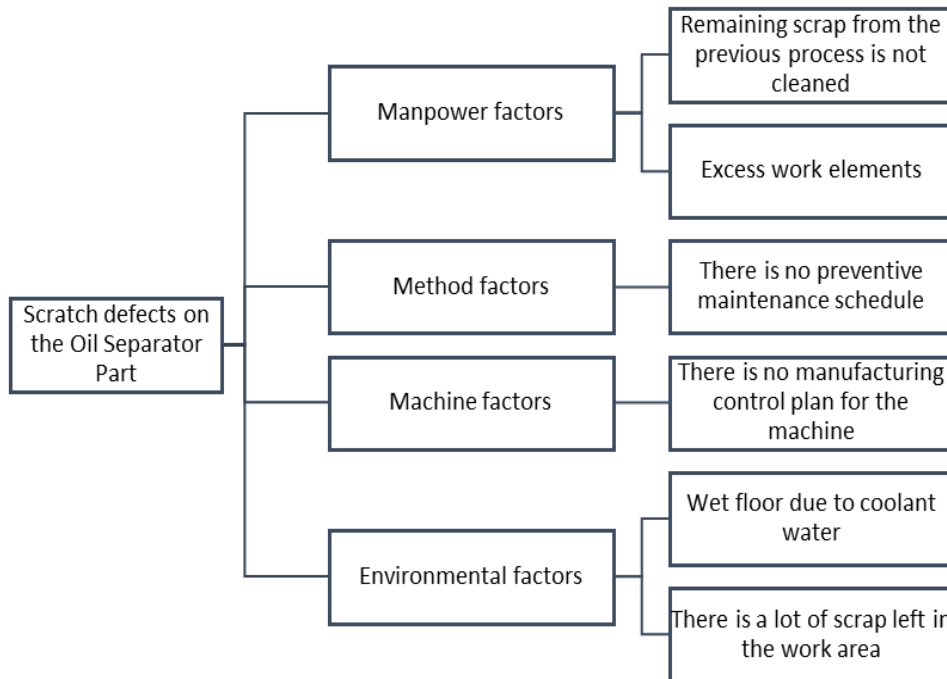 Scratch defects on
the Oil Separator
Part
Manpower factors
Remaining scrap from the
previous process is not
cleaned
Excess work elements
Method factors
There is no preventive
maintenance schedule
Machine factors
There is no manufacturing
control plan for the
machine
Environmental factors
Wet floor due to coolant
water
There is a lot of scrap left in
the work area